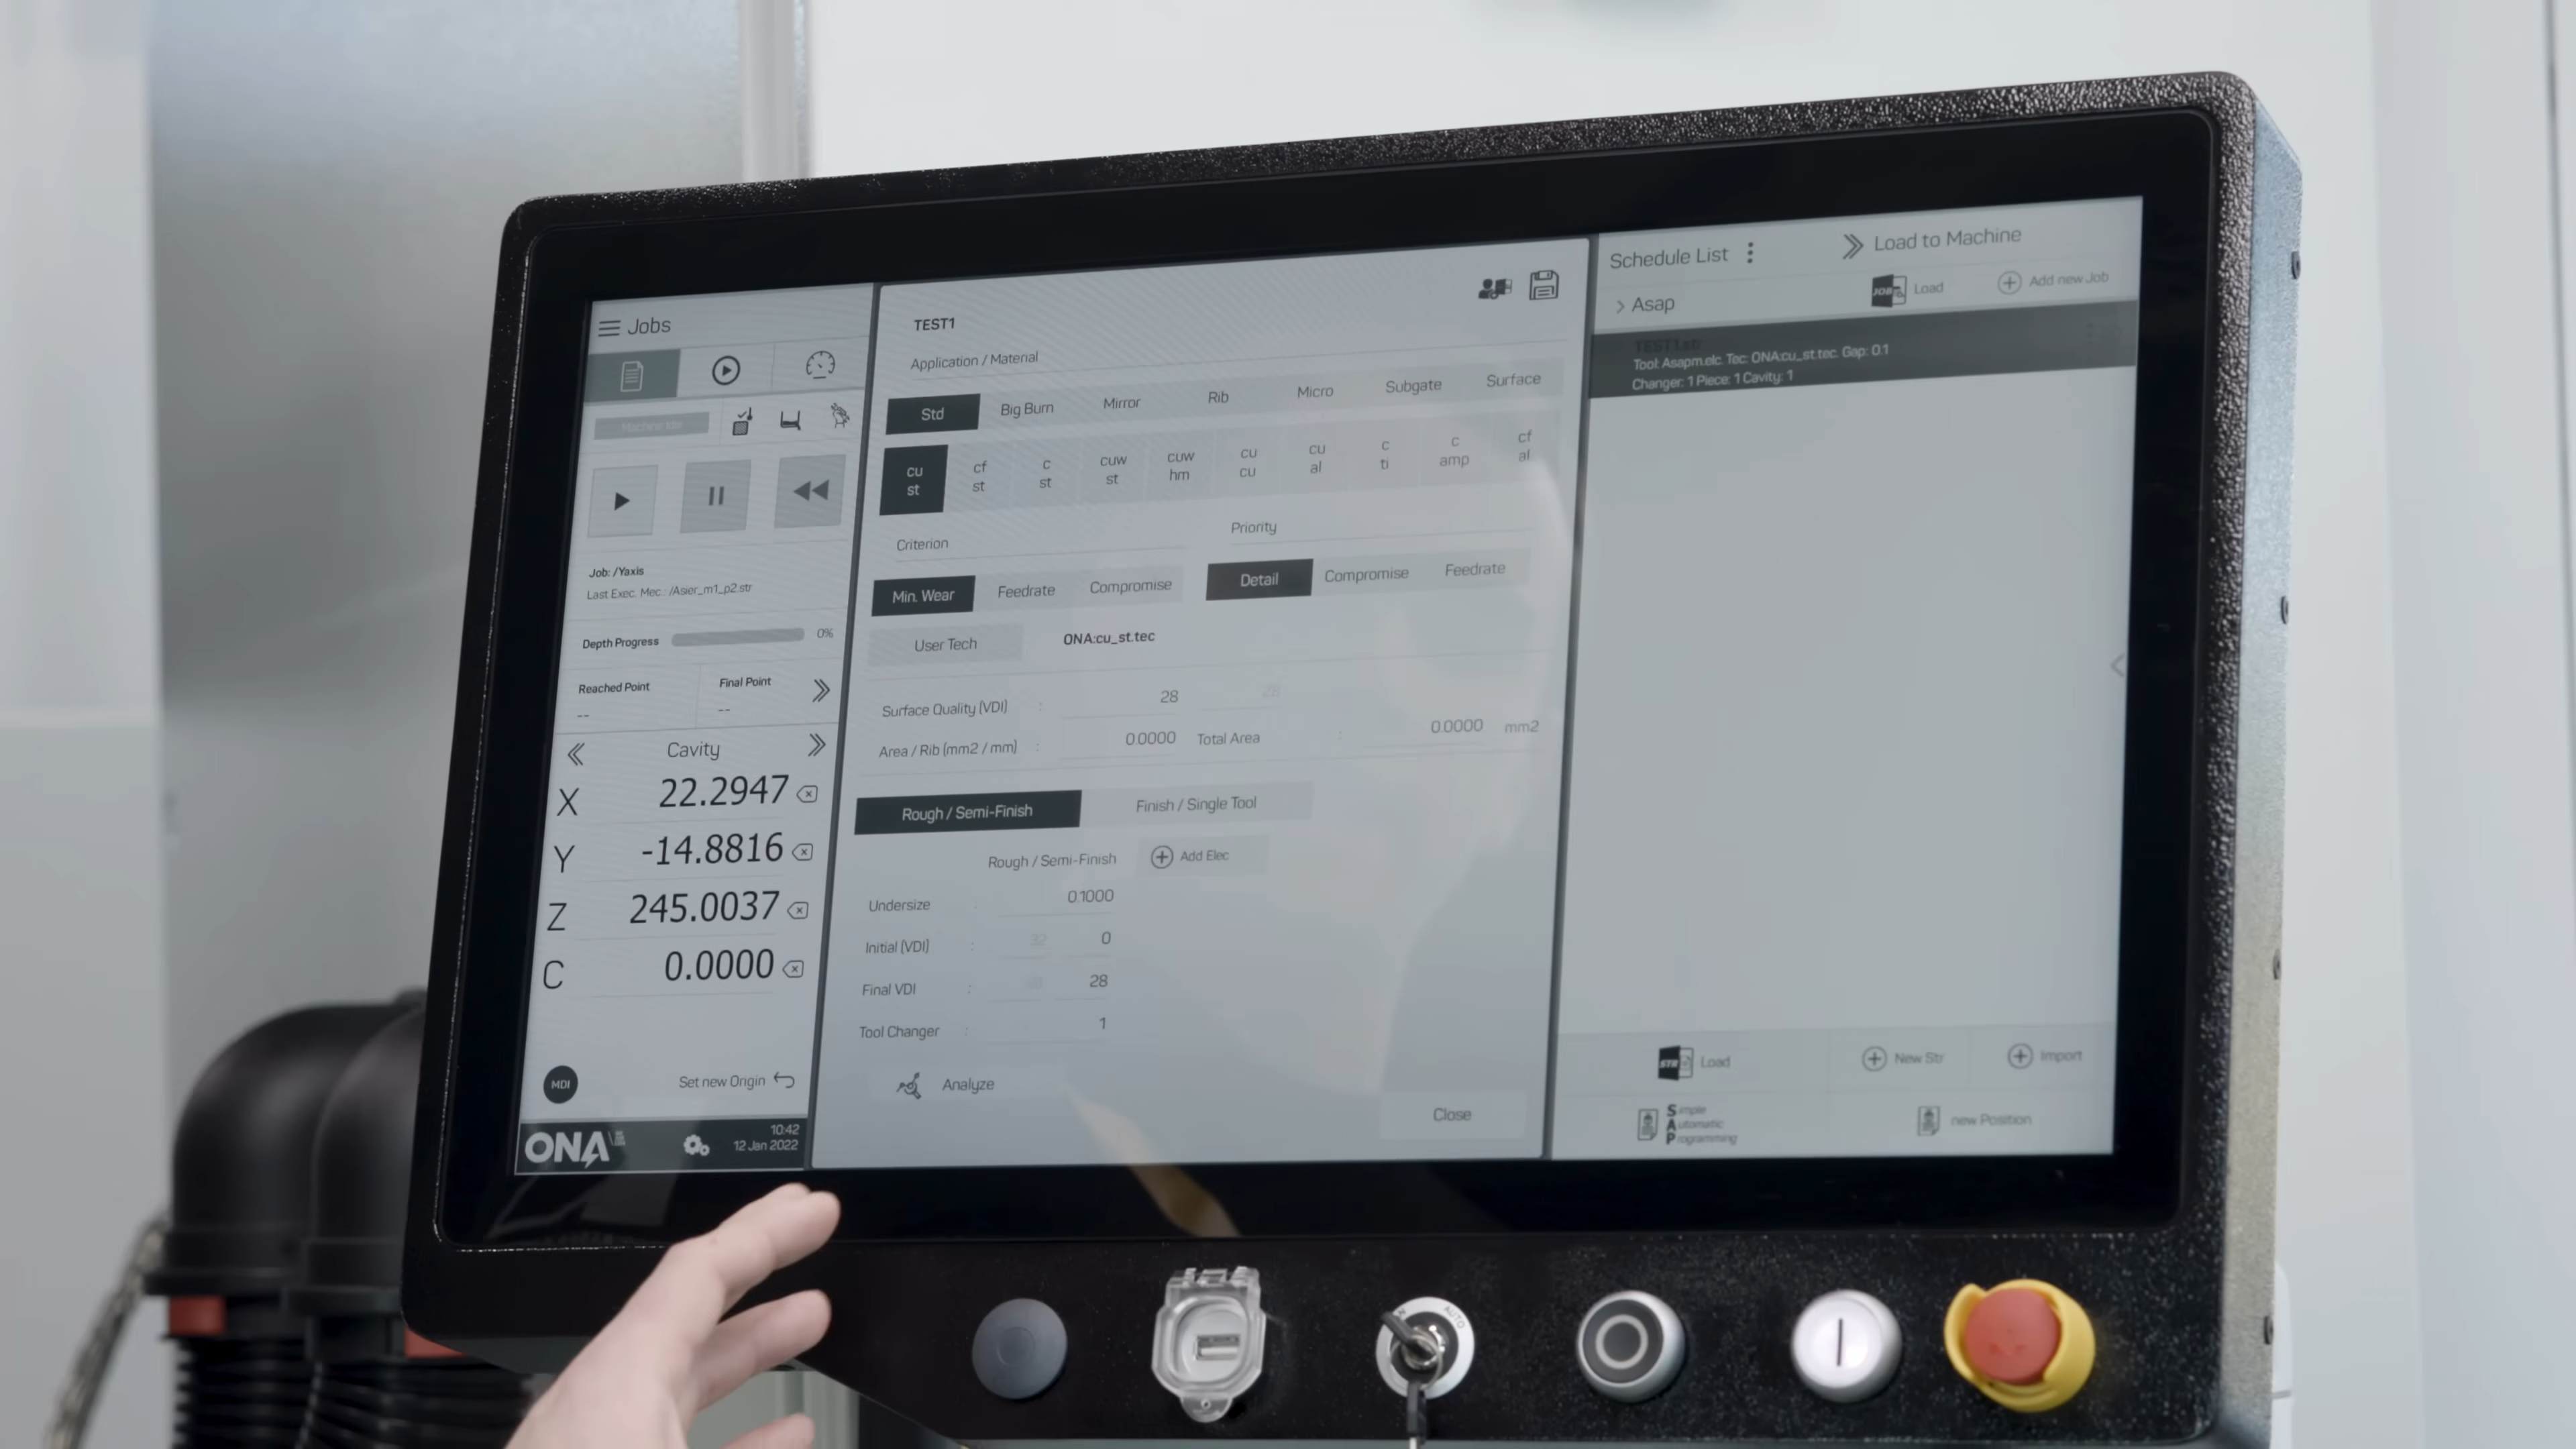 Jobs
Job: /Yaxis
Last Exec. Mec.: /Asier_m1_p2.str
Depth Progress 0%
Reached Point Final Point
-- --
Cavity
X 22.2947
Y -14.8816
Z 245.0037
C 0.0000
MDI Set new Origin
ONA 10:42
12 Jan 2022
TEST1
Application / Material
Std Big Burn Mirror Rib Micro Subgate Surface
cu cf c cuw cuw cu cu c c cf
st st st st hm cu al ti amp al
Criterion Priority
Min. Wear Feedrate Compromise Detail Compromise Feedrate
User Tech ONA:cu_st.tec
Surface Quality (VDI) : 28 28
Area / Rib (mm2 / mm) : 0.0000 Total Area : 0.0000 mm2
Rough / Semi-Finish Finish / Single Tool
Rough / Semi-Finish Add Elec
Undersize : 0.1000
Initial (VDI) : 32 0
Final VDI : 28
Tool Changer : 1
Analyze
Close
Schedule List Load to Machine
Asap JOB Load Add new Job
TEST1.str
Tool: Asapm.elc. Tec: ONA:cu_st.tec. Gap: 0.1
Changer: 1 Piece: 1 Cavity: 1
STR Load New Str Import
Simple
Automatic
Programming
new Position
AUTO